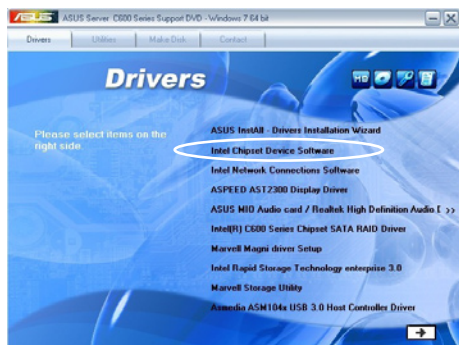 ASUS Server C600 Series Support DVD - Windows 7 64 bit
Drivers Utilities Make Disk Contact
Drivers
Please select items on the
right side.
ASUS InstAll - Drivers Installation Wizard
Intel Chipset Device Software
Intel Network Connections Software
ASPEED AST2300 Display Driver
ASUS MIO Audio card / Realtek High Definition Audio D >>
Intel(R) C600 Series Chipset SATA RAID Driver
Marvell Magni driver Setup
Intel Rapid Storage Technology enterprise 3.0
Marvell Storage Utility
Asmedia ASM104x USB 3.0 Host Controller Driver